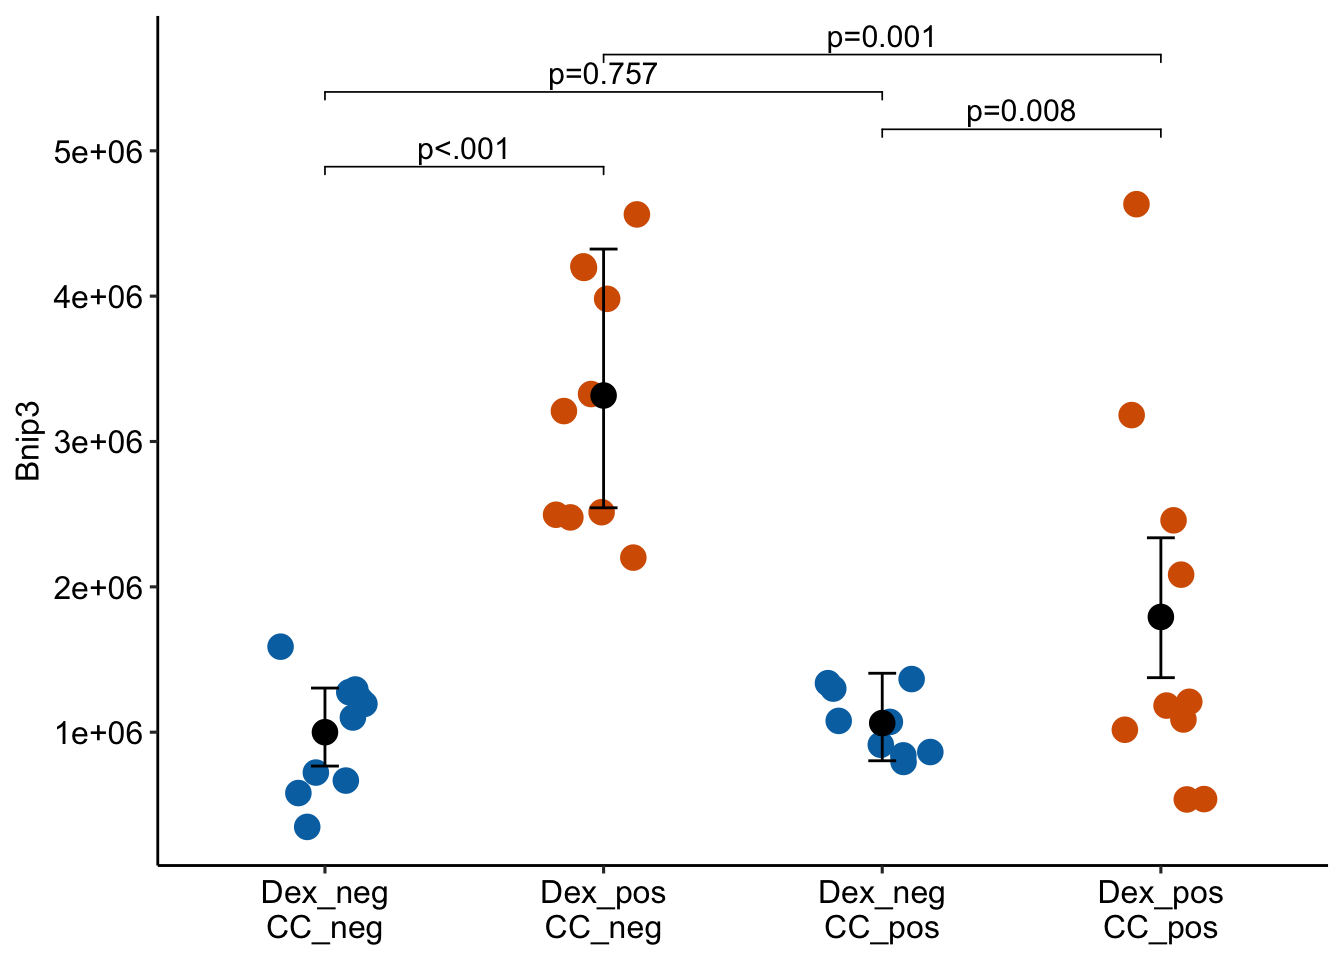 p=0.001
p=0.757
p=0.008
p<.001
5e+06
4e+06
3e+06
2e+06
1e+06
Bnip3
Dex_neg
CC_neg
Dex_pos
CC_neg
Dex_neg
CC_pos
Dex_pos
CC_pos